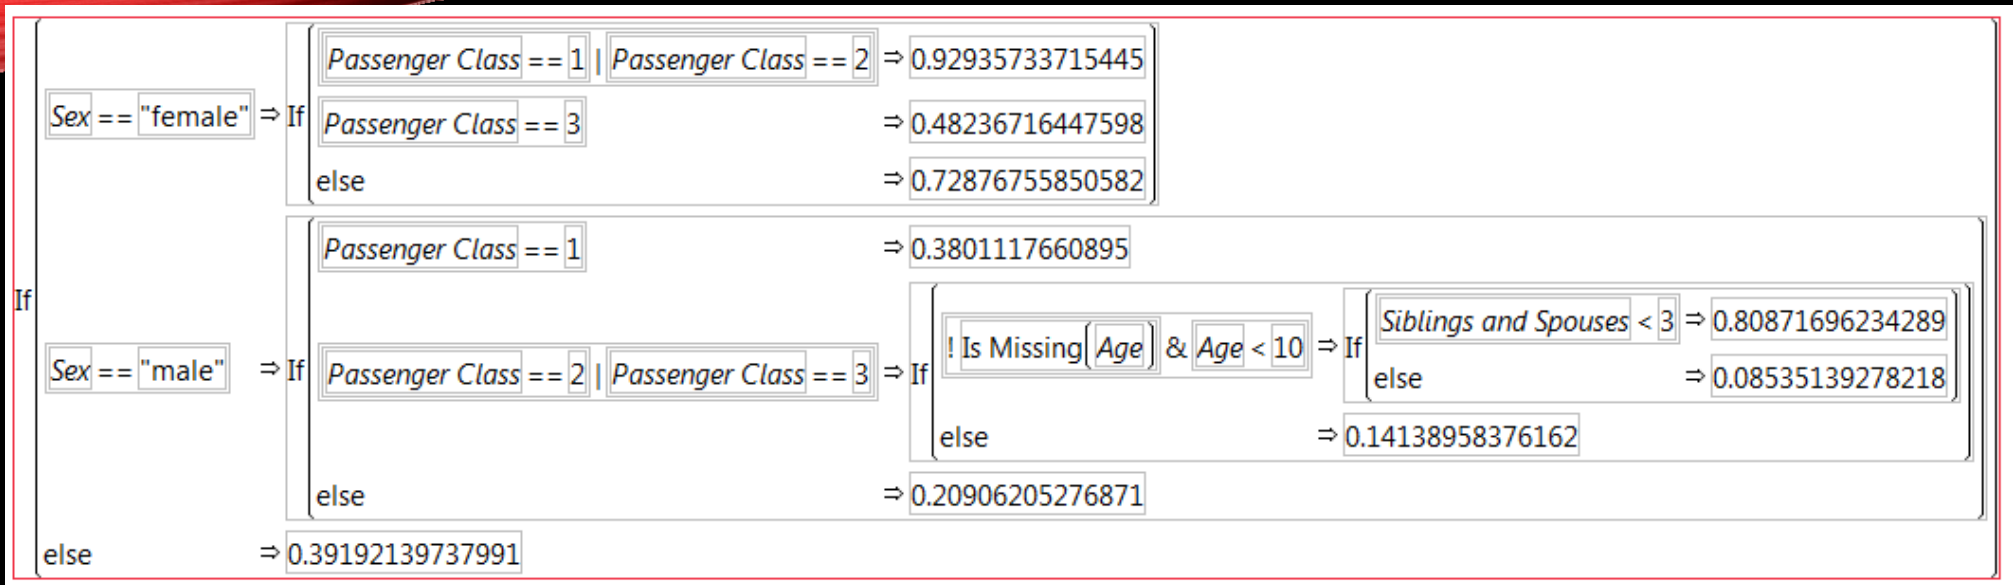 Passenger Class == 1 | Passenger Class == 2 ⇒ 0.92935733715445
Sex == "female" ⇒ If Passenger Class == 3 ⇒ 0.48236716447598
else ⇒ 0.72876755850582
Passenger Class == 1 ⇒ 0.3801117660895
If
Siblings and Spouses < 3 ⇒ 0.80871696234289
! Is Missing(Age) & Age < 10 ⇒ If
else ⇒ 0.08535139278218
Sex == "male" ⇒ If Passenger Class == 2 | Passenger Class == 3 ⇒ If
else ⇒ 0.14138958376162
else ⇒ 0.20906205276871
else ⇒ 0.39192139737991